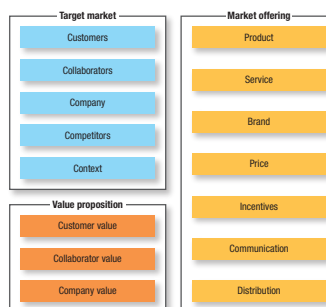 Target market
Customers
Collaborators
Company
Competitors
Context
Value proposition
Customer value
Collaborator value
Company value
Market offering
Product
Service
Brand
Price
Incentives
Communication
Distribution